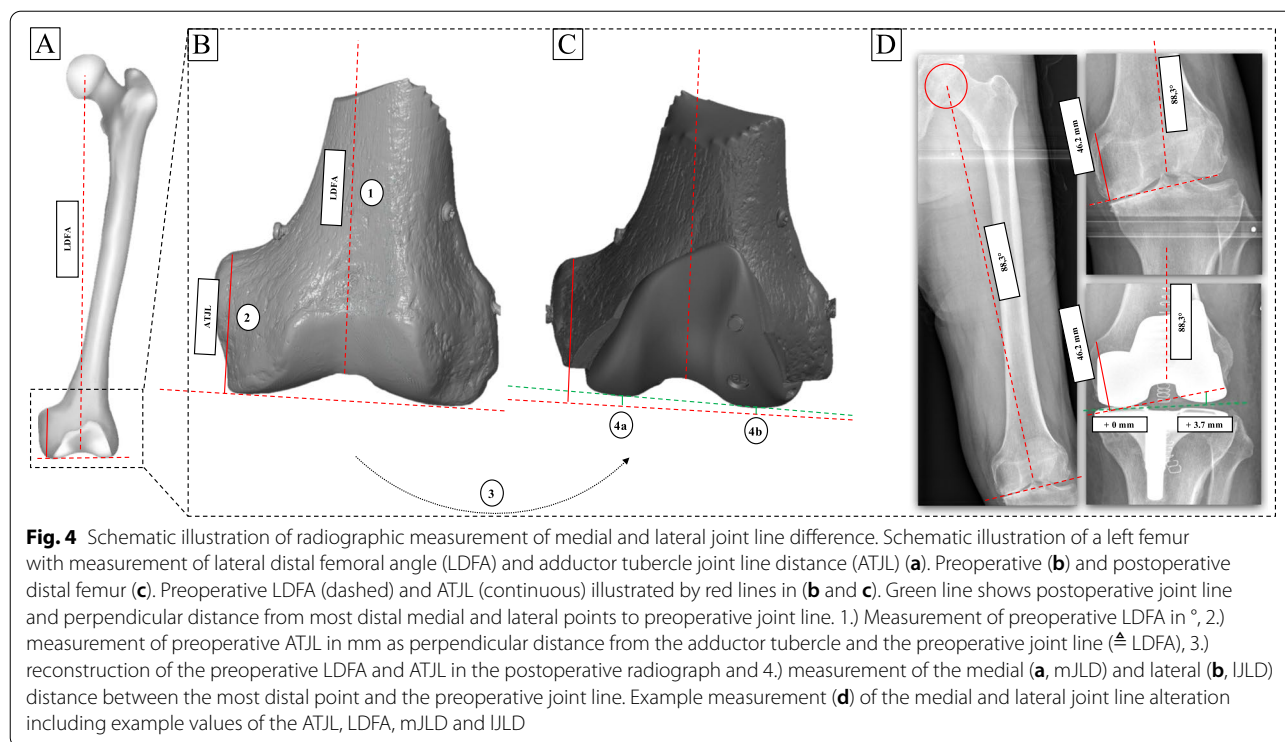 A
B
C
D
LDFA
LDFA
1
ATJL
2
4a
4b
3
88,3°
46.2 mm
88,3°
46.2 mm
88,3°
+ 0 mm
+ 3.7 mm
Fig. 4 Schematic illustration of radiographic measurement of medial and lateral joint line difference. Schematic illustration of a left femur
with measurement of lateral distal femoral angle (LDFA) and adductor tubercle joint line distance (ATJL) (a). Preoperative (b) and postoperative
distal femur (c). Preoperative LDFA (dashed) and ATJL (continuous) illustrated by red lines in (b and c). Green line shows postoperative joint line
and perpendicular distance from most distal medial and lateral points to preoperative joint line. 1.) Measurement of preoperative LDFA in °, 2.)
measurement of preoperative ATJL in mm as perpendicular distance from the adductor tubercle and the preoperative joint line (≙ LDFA), 3.)
reconstruction of the preoperative LDFA and ATJL in the postoperative radiograph and 4.) measurement of the medial (a, mJLD) and lateral (b, lJLD)
distance between the most distal point and the preoperative joint line. Example measurement (d) of the medial and lateral joint line alteration
including example values of the ATJL, LDFA, mJLD and lJLD